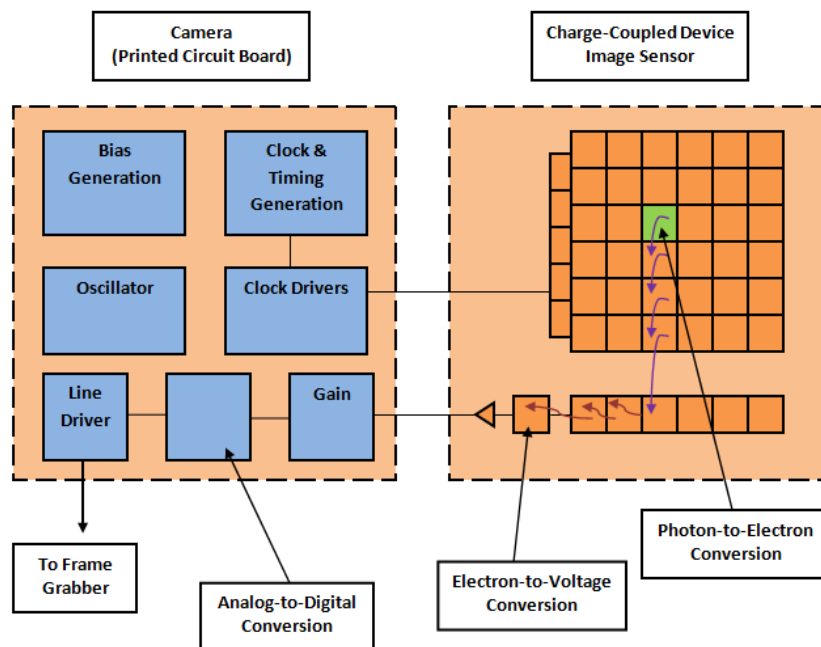 Camera
(Printed Circuit Board)
Charge-Coupled Device
Image Sensor
Bias
Generation
Clock &
Timing
Generation
Oscillator
Clock Drivers
Line
Driver
Gain
To Frame
Grabber
Analog-to-Digital
Conversion
Electron-to-Voltage
Conversion
Photon-to-Electron
Conversion